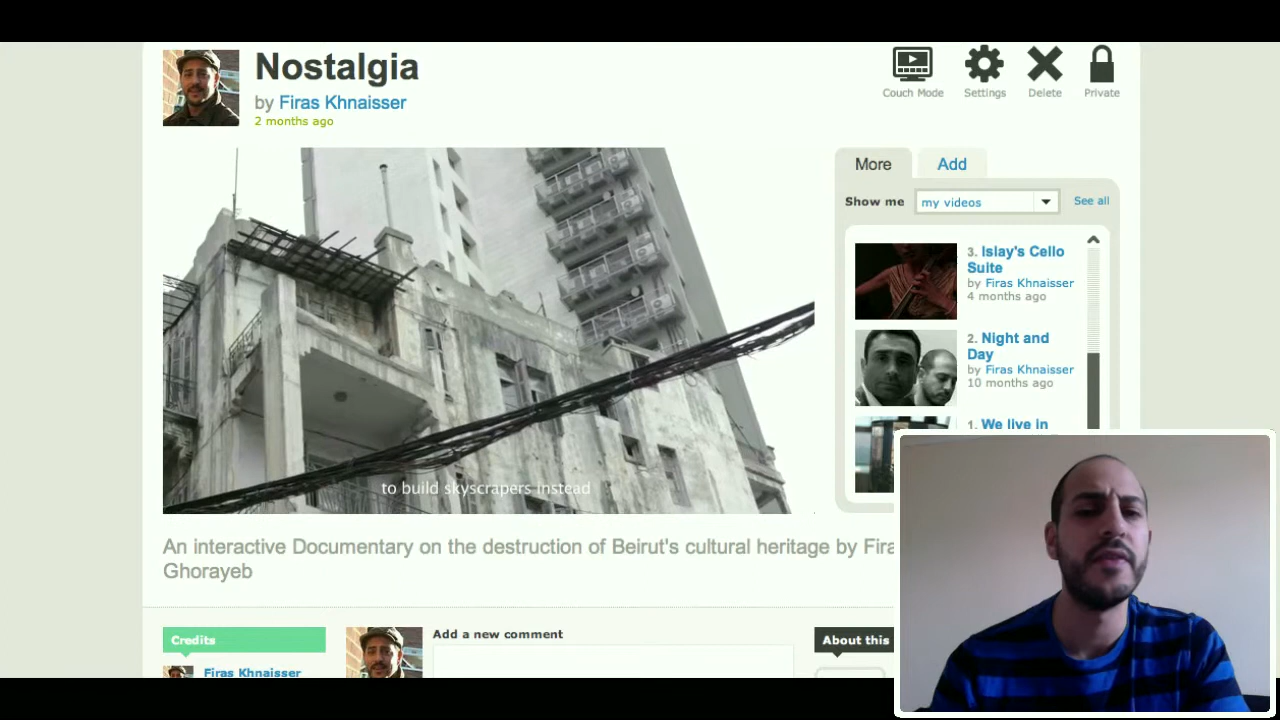 Nostalgia
by Firas Khnaisser
2 months ago
Couch Mode
Settings
Delete
Private
More
Add
Show me
my videos
See all
3. Islay's Cello
Suite
by Firas Khnaisser
4 months ago
2. Night and
Day
by Firas Khnaisser
10 months ago
1. We live in
to build skyscrapers instead
An interactive Documentary on the destruction of Beirut's cultural heritage by Fira
Ghorayeb
Credits
Firas Khnaisser
Add a new comment
About this